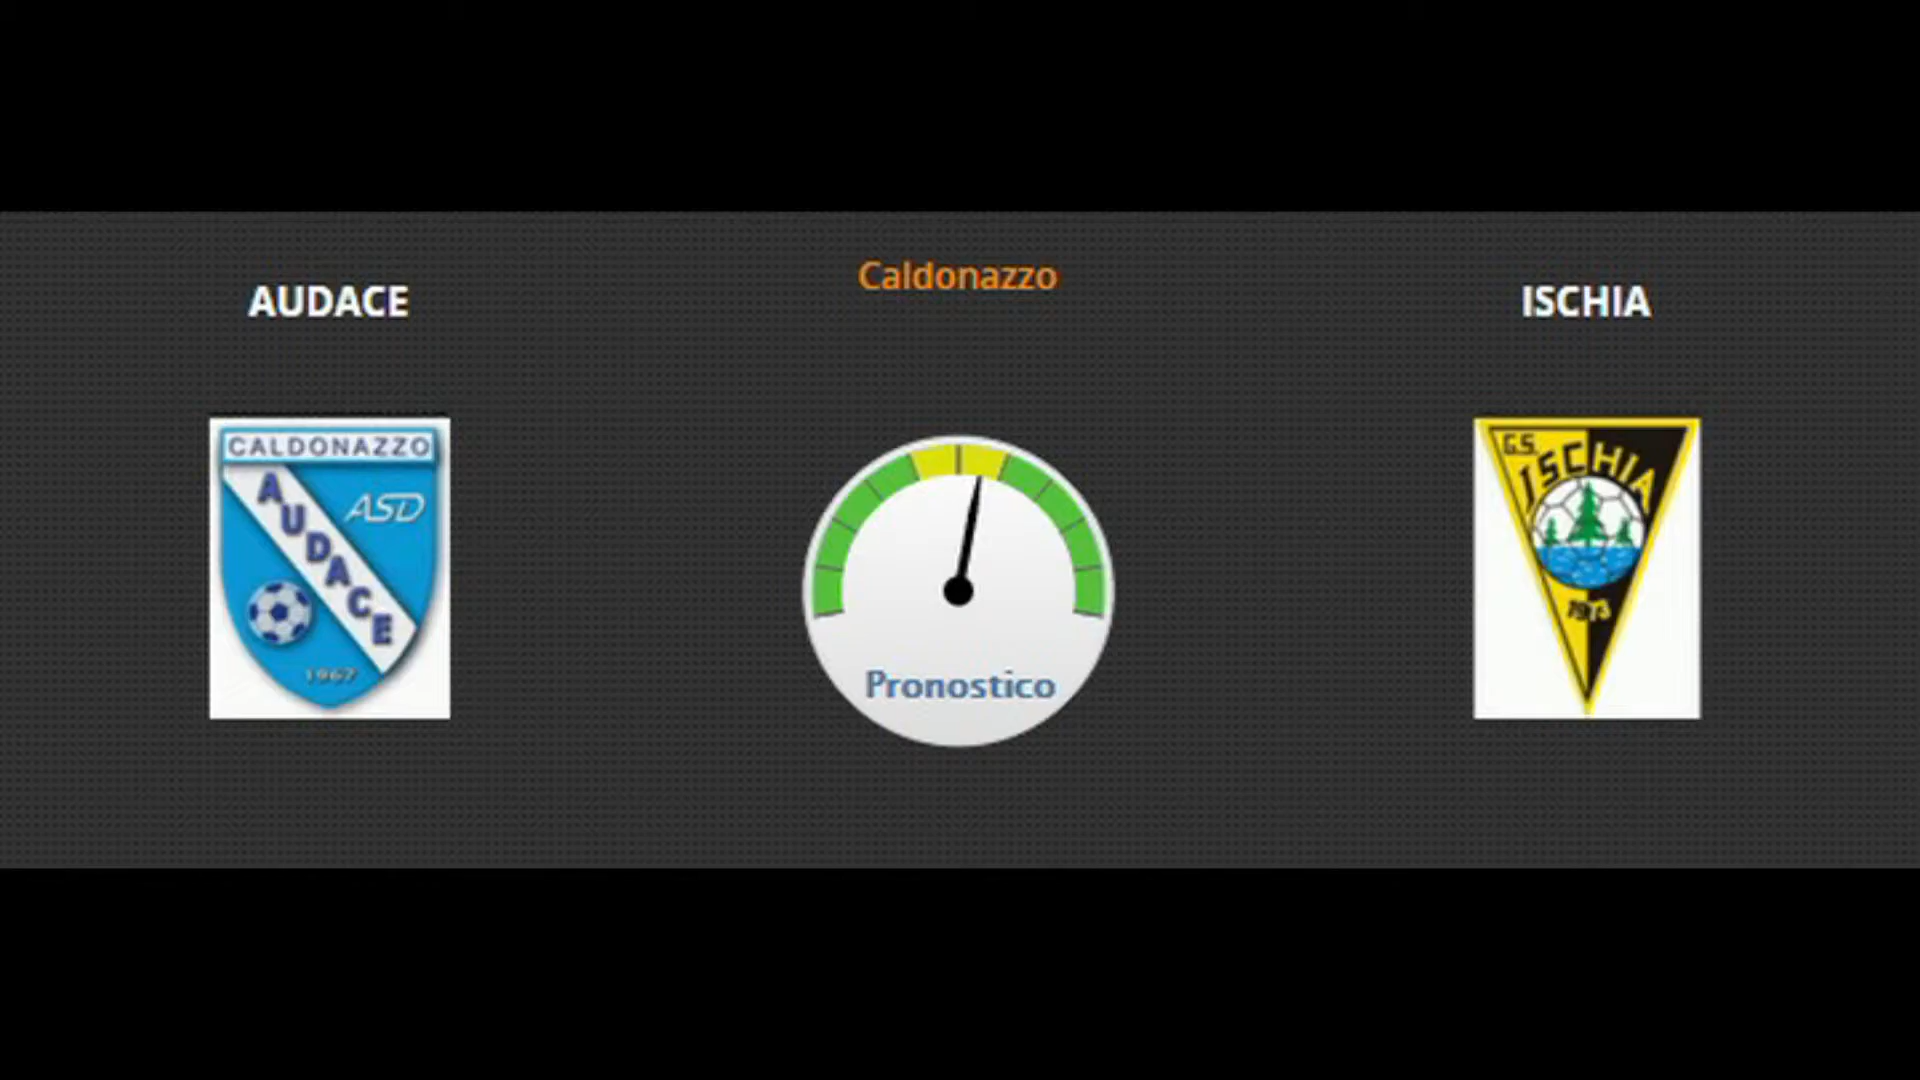 AUDACE
Caldonazzo
ISCHIA
CALDONAZZO
ASD
AUDACE
1967
Pronostico
G.S.
ISCHIA
1973